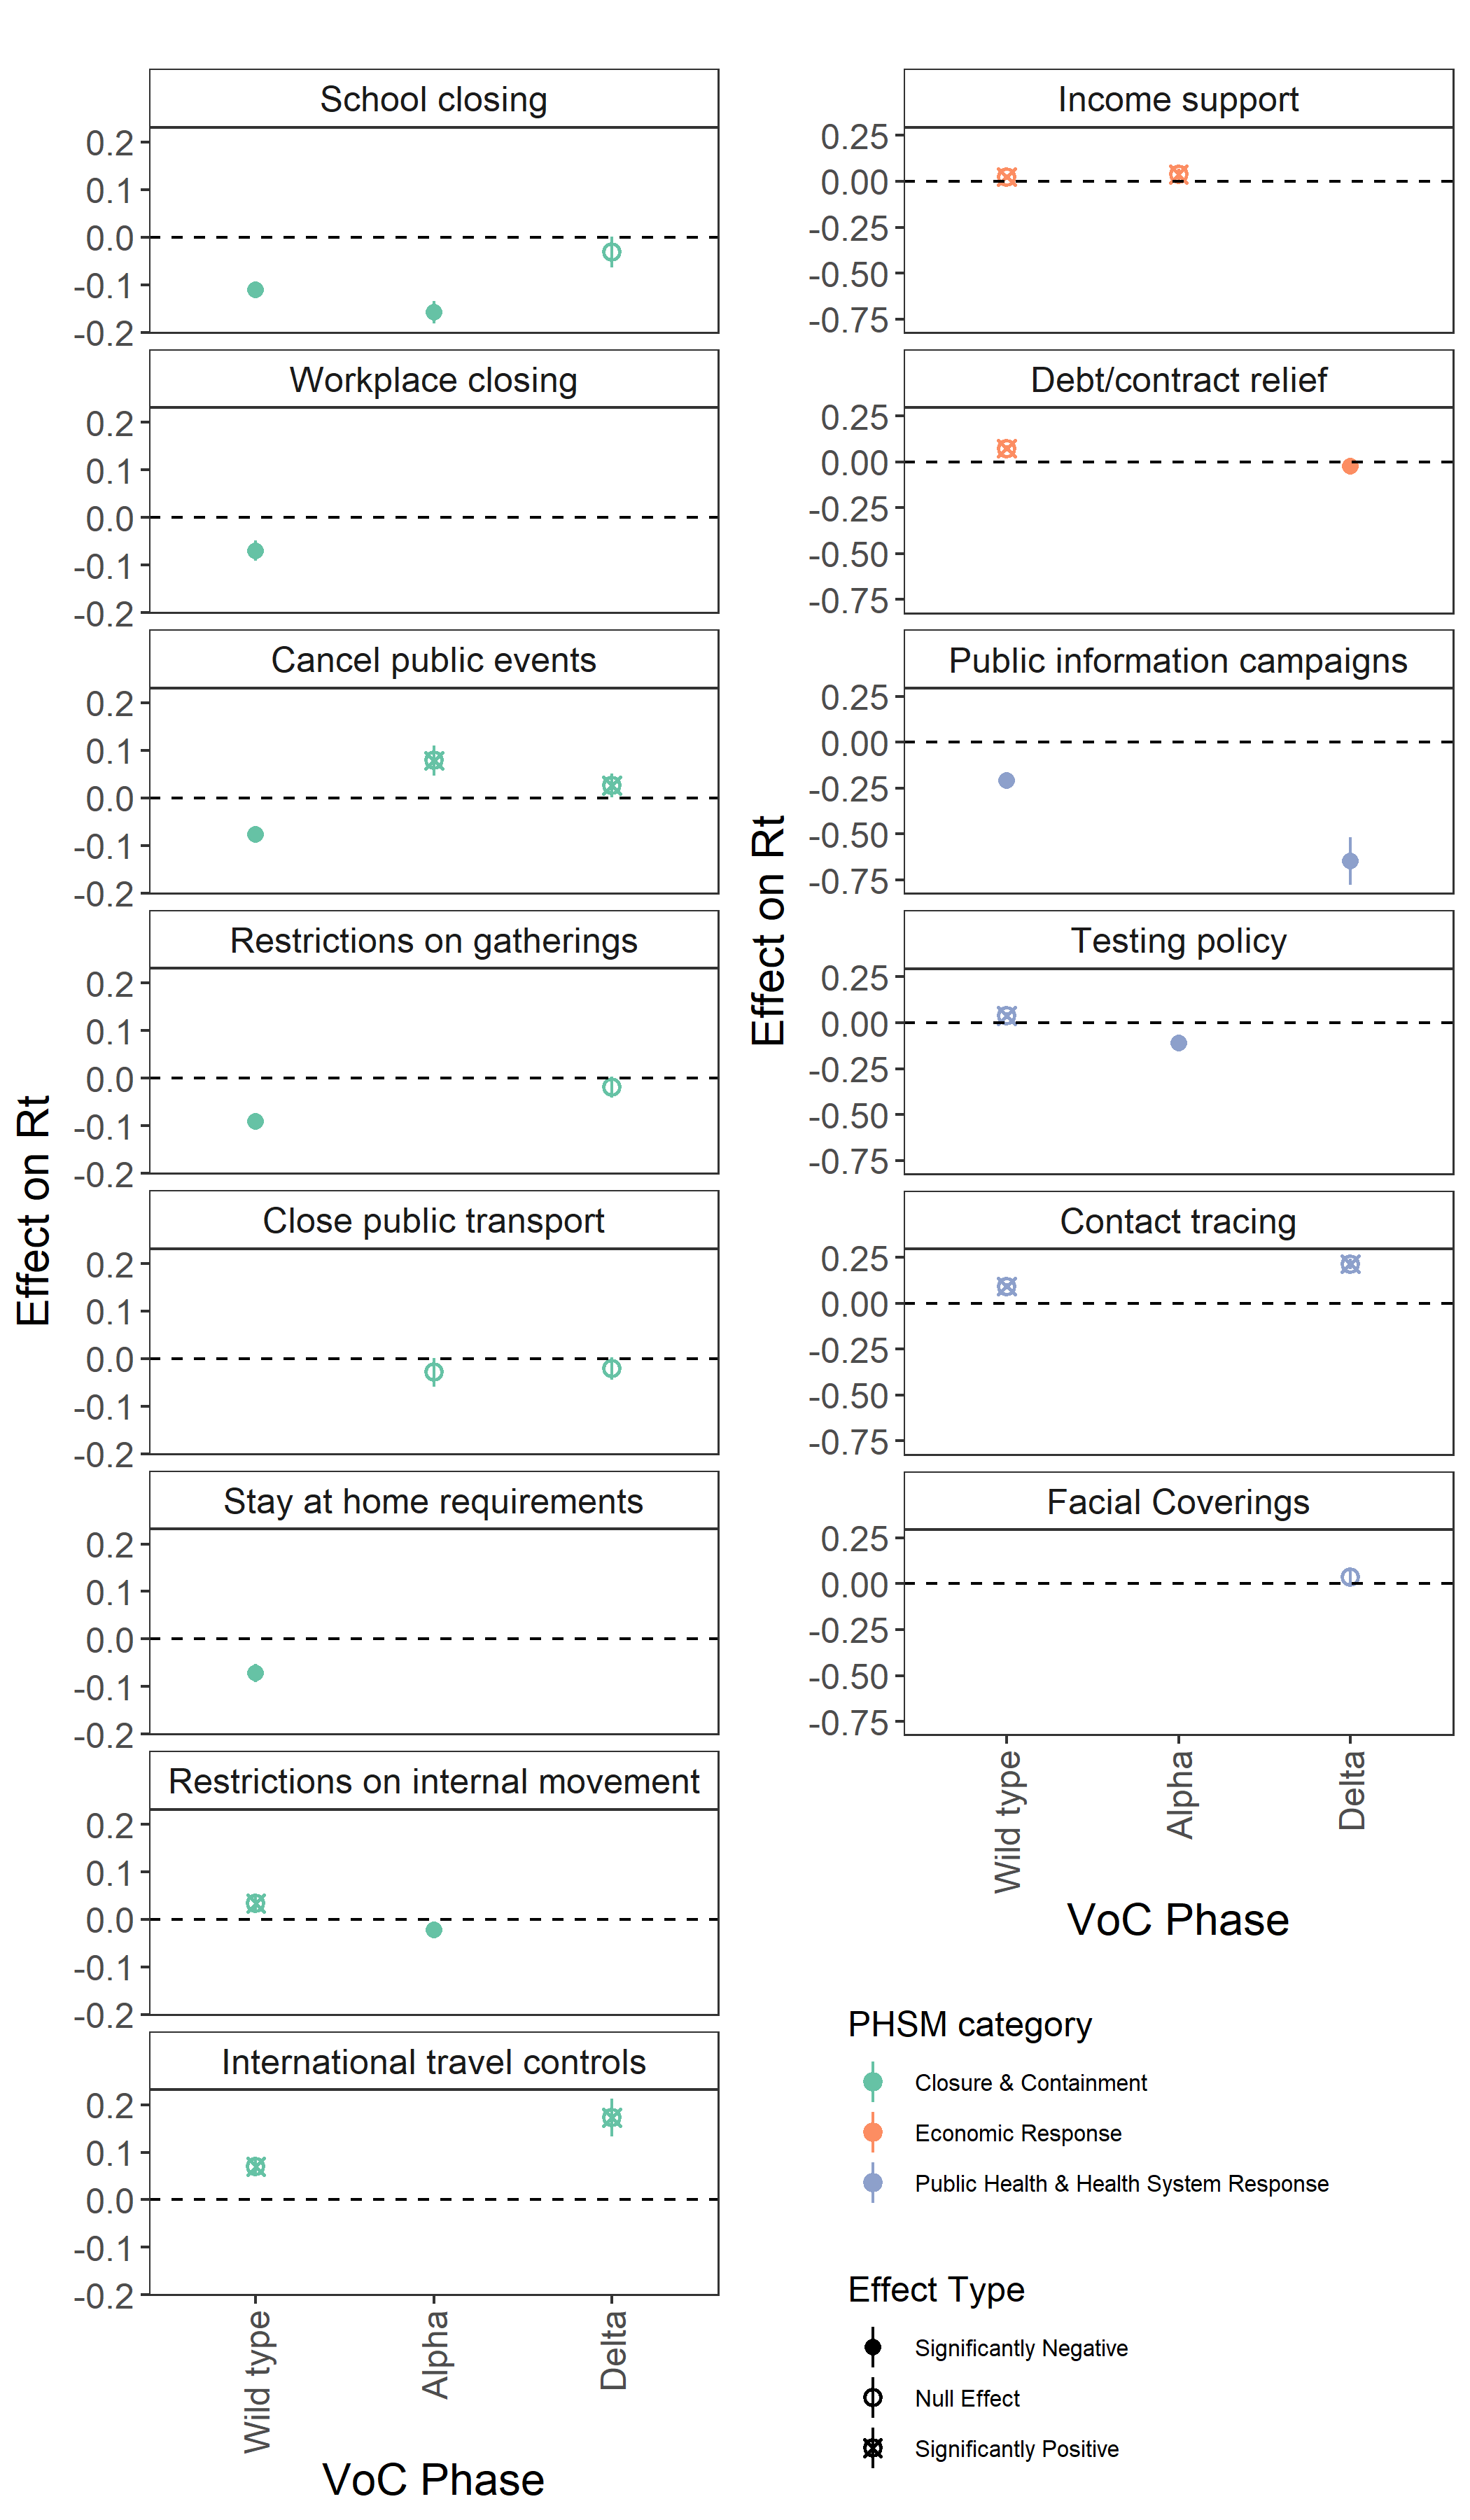 School closing
0.2
0.1
0.0
-0.1
-0.2
Workplace closing
0.2
0.1
0.0
-0.1
-0.2
Cancel public events
0.2
0.1
0.0
-0.1
-0.2
Restrictions on gatherings
0.2
0.1
0.0
-0.1
-0.2
Close public transport
0.2
0.1
0.0
-0.1
-0.2
Stay at home requirements
0.2
0.1
0.0
-0.1
-0.2
Restrictions on internal movement
0.2
0.1
0.0
-0.1
-0.2
International travel controls
0.2
0.1
0.0
-0.1
-0.2
Effect on Rt
Wild type
Alpha
Delta
VoC Phase
Income support
0.25
0.00
-0.25
-0.50
-0.75
Debt/contract relief
0.25
0.00
-0.25
-0.50
-0.75
Public information campaigns
0.25
0.00
-0.25
-0.50
-0.75
Testing policy
0.25
0.00
-0.25
-0.50
-0.75
Contact tracing
0.25
0.00
-0.25
-0.50
-0.75
Facial Coverings
0.25
0.00
-0.25
-0.50
-0.75
Effect on Rt
Wild type
Alpha
Delta
VoC Phase
PHSM category
Closure & Containment
Economic Response
Public Health & Health System Response
Effect Type
Significantly Negative
Null Effect
Significantly Positive